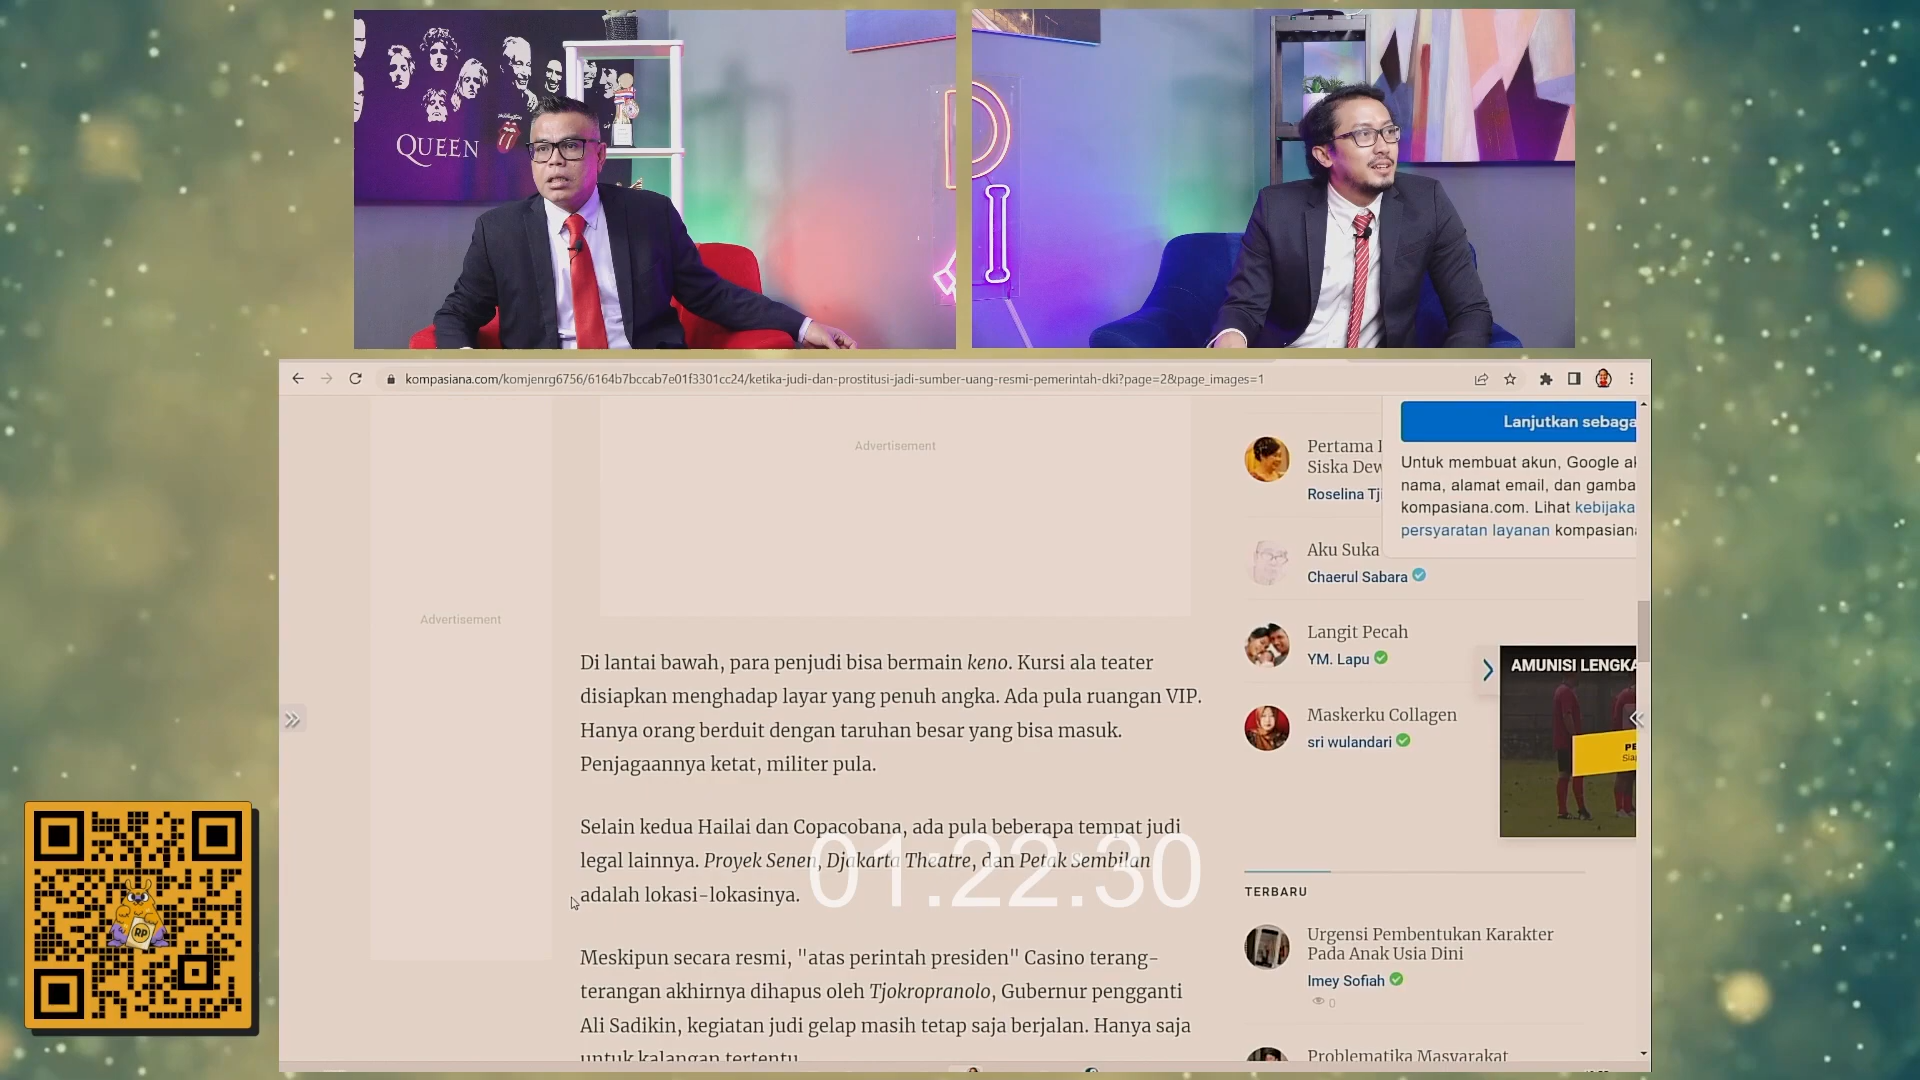 QUEEN
kompasiana.com/komjenrg6756/6164b7bccab7e01f3301cc24/ketika-judi-dan-prostitusi-jadi-sumber-uang-resmi-pemerintah-dki?page=2&page_images=1
Advertisement
Advertisement
Di lantai bawah, para penjudi bisa bermain keno. Kursi ala teater
disiapkan menghadap layar yang penuh angka. Ada pula ruangan VIP.
Hanya orang berduit dengan taruhan besar yang bisa masuk.
Penjagaannya ketat, militer pula.
Selain kedua Hailai dan Copacobana, ada pula beberapa tempat judi
legal lainnya. Proyek Senen, Djakarta Theatre, dan Petak Sembilan
adalah lokasi-lokasinya.
01:22.30
Meskipun secara resmi, "atas perintah presiden" Casino terang-
terangan akhirnya dihapus oleh Tjokropranolo, Gubernur pengganti
Ali Sadikin, kegiatan judi gelap masih tetap saja berjalan. Hanya saja
untuk kalangan tertentu
Lanjutkan sebaga
Untuk membuat akun, Google
nama, alamat email, dan gamba
kompasiana.com. Lihat kebijaka
persyaratan layanan kompasian
Pertama
Siska Dew
Roselina Tji
Aku Suka
Chaerul Sabara
Langit Pecah
YM. Lapu
Maskerku Collagen
sri wulandari
AMUNISI LENGKA
PE
TERBARU
Urgensi Pembentukan Karakter
Pada Anak Usia Dini
Imey Sofiah
0
Problematika Masyarakat
RP